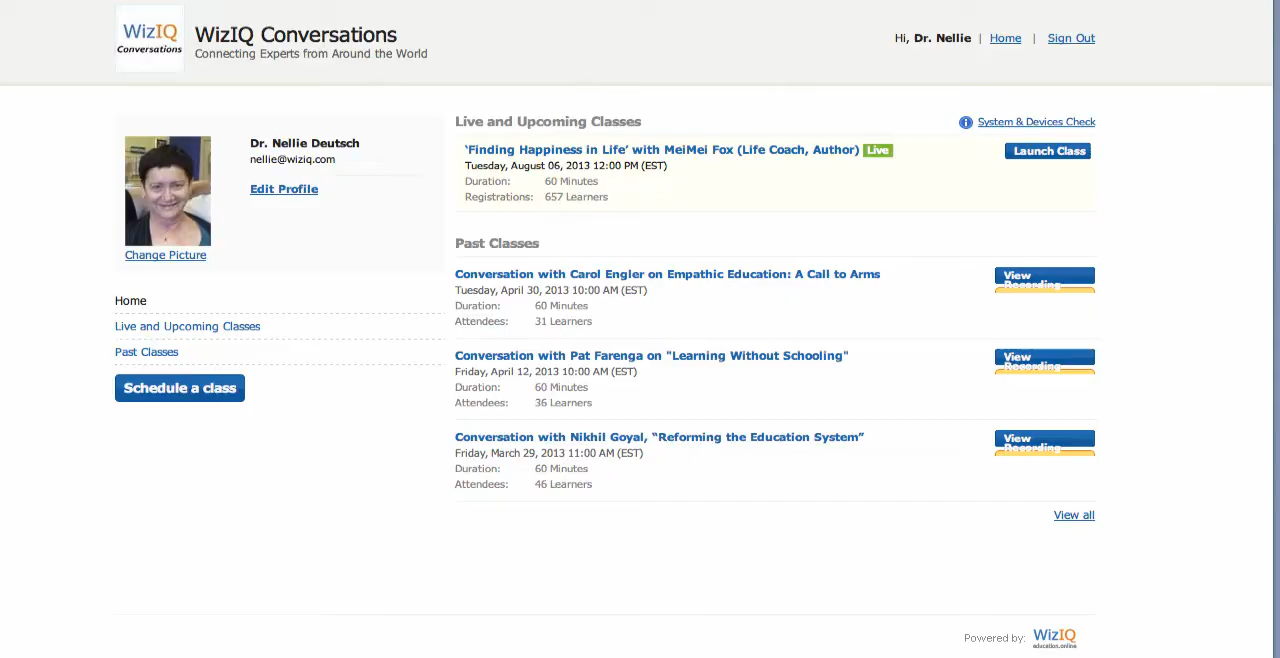 WizIQ
Conversations
WizIQ Conversations
Connecting Experts from Around the World
Hi, Dr. Nellie | Home | Sign Out
Dr. Nellie Deutsch
nellie@wiziq.com
Edit Profile
Change Picture
Home
Live and Upcoming Classes
Past Classes
Schedule a class
Live and Upcoming Classes
System & Devices Check
‘Finding Happiness in Life’ with MeiMei Fox (Life Coach, Author) Live
Launch Class
Tuesday, August 06, 2013 12:00 PM (EST)
Duration: 60 Minutes
Registrations: 657 Learners
Past Classes
Conversation with Carol Engler on Empathic Education: A Call to Arms
View
Recording
Tuesday, April 30, 2013 10:00 AM (EST)
Duration: 60 Minutes
Attendees: 31 Learners
Conversation with Pat Farenga on "Learning Without Schooling"
View
Recording
Friday, April 12, 2013 10:00 AM (EST)
Duration: 60 Minutes
Attendees: 36 Learners
Conversation with Nikhil Goyal, “Reforming the Education System”
View
Recording
Friday, March 29, 2013 11:00 AM (EST)
Duration: 60 Minutes
Attendees: 46 Learners
View all
Powered by: WizIQ
education.online